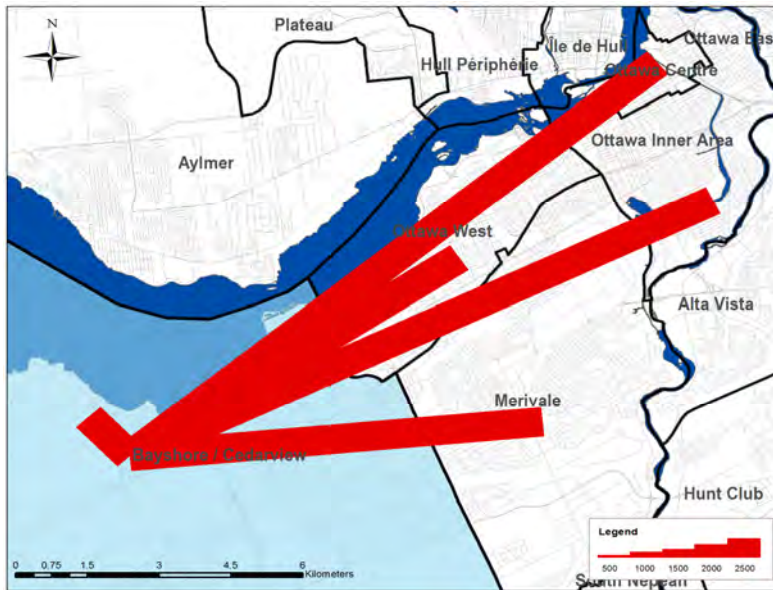 Plateau
Ottawa Eas
Île de Hull
Hull Périphérie
Ottawa Centre
Ottawa Inner Area
Aylmer
Ottawa West
Alta Vista
Merivale
Bayshore / Cedarview
Hunt Club
Legend
500 1000 1500 2000 2500
0 0.75 1.5 3 4.5 6
Kilometers
South Nepean